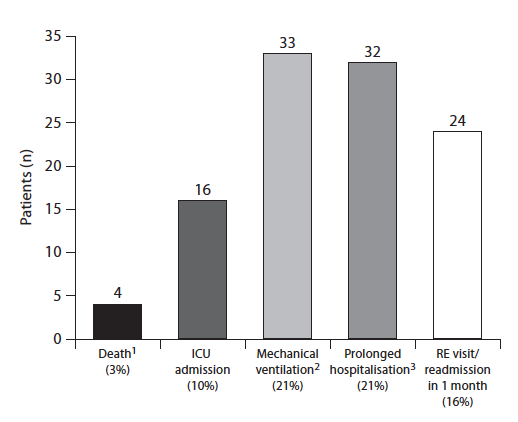 35
30
25
20
15
10
5
0
Patients (n)
4
16
33
32
24
Death¹
(3%)
ICU
admission
(10%)
Mechanical
ventilation²
(21%)
Prolonged
hospitalisation³
(21%)
RE visit/
readmission
in 1 month
(16%)